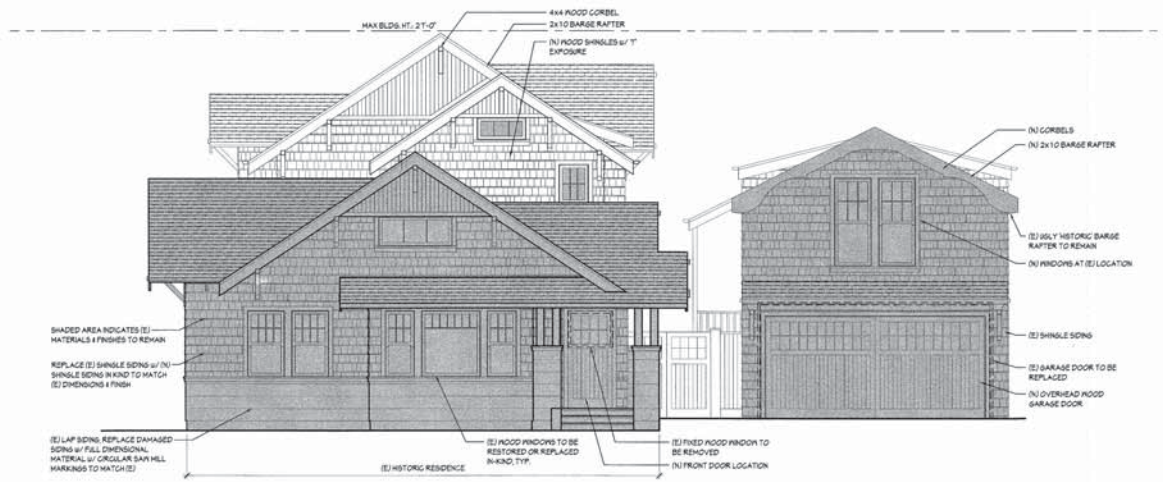 MAX BLDG. HT.: 27'-0"
4x4 WOOD CORBEL
2x10 BARGE RAFTER
(N) WOOD SHINGLES w/ 7"
EXPOSURE
(N) CORBELS
(N) 2x10 BARGE RAFTER
(E) UGLY 'HISTORIC' BARGE
RAFTER TO REMAIN
(N) WINDOWS AT (E) LOCATION
(E) SHINGLE SIDING
(E) GARAGE DOOR TO BE
REPLACED
(N) OVERHEAD WOOD
GARAGE DOOR
SHADED AREA INDICATES (E)
MATERIALS & FINISHES TO REMAIN
REPLACE (E) SHINGLE SIDING w/ (N)
SHINGLE SIDING IN KIND TO MATCH
(E) DIMENSIONS & FINISH
(E) LAP SIDING, REPLACE DAMAGED
SIDING w/ FULL DIMENSIONAL
MATERIAL w/ CIRCULAR SAW MILL
MARKINGS TO MATCH (E)
(E) HISTORIC RESIDENCE
(E) WOOD WINDOWS TO BE
RESTORED OR REPLACED
IN-KIND, TYP.
(E) FIXED WOOD WINDOW TO
BE REMOVED
(N) FRONT DOOR LOCATION